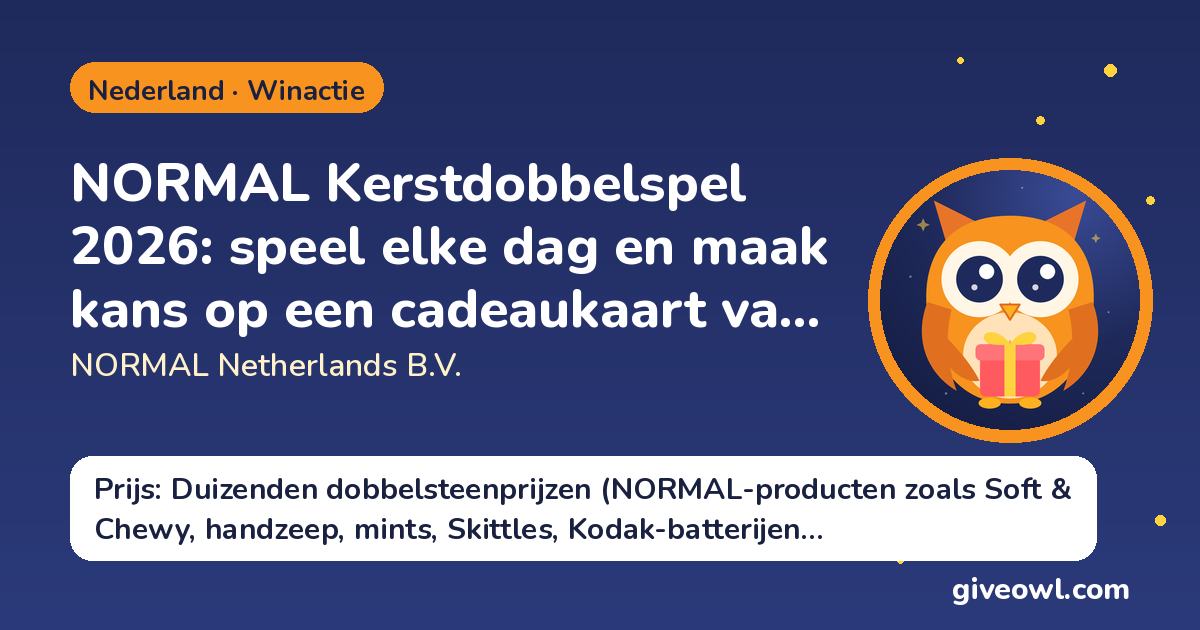 Nederland · Winactie
NORMAL Kerstdobbelspel
2026: speel elke dag en maak
kans op een cadeaukaart va...
NORMAL Netherlands B.V.
Prijs: Duizenden dobbelsteenprijzen (NORMAL-producten zoals Soft &
Chewy, handzeep, mints, Skittles, Kodak-batterijen...
giveowl.com